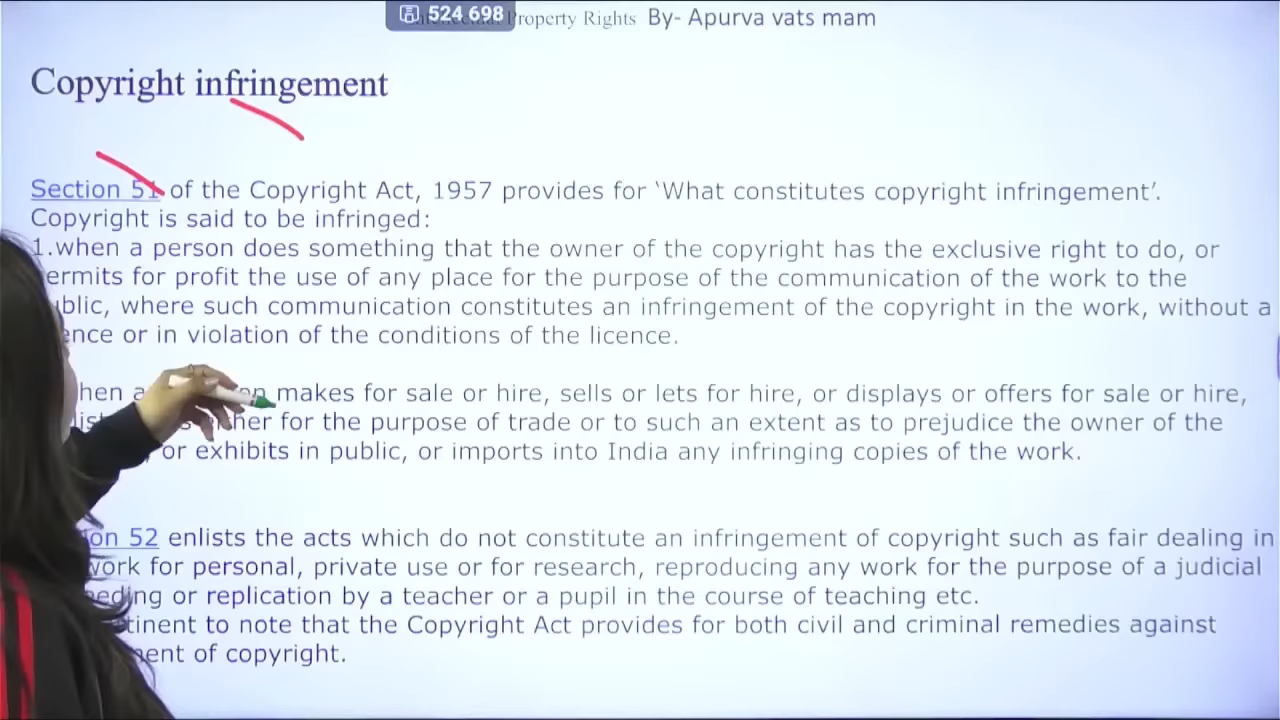 524 698
Property Rights By- Apurva vats mam
Copyright infringement
Section 51 of the Copyright Act, 1957 provides for ‘What constitutes copyright infringement’.
Copyright is said to be infringed:
1.when a person does something that the owner of the copyright has the exclusive right to do, or
ermits for profit the use of any place for the purpose of the communication of the work to the
blic, where such communication constitutes an infringement of the copyright in the work, without a
ence or in violation of the conditions of the licence.
hen a makes for sale or hire, sells or lets for hire, or displays or offers for sale or hire,
her for the purpose of trade or to such an extent as to prejudice the owner of the
or exhibits in public, or imports into India any infringing copies of the work.
ion 52 enlists the acts which do not constitute an infringement of copyright such as fair dealing in
work for personal, private use or for research, reproducing any work for the purpose of a judicial
eding or replication by a teacher or a pupil in the course of teaching etc.
tinent to note that the Copyright Act provides for both civil and criminal remedies against
ent of copyright.